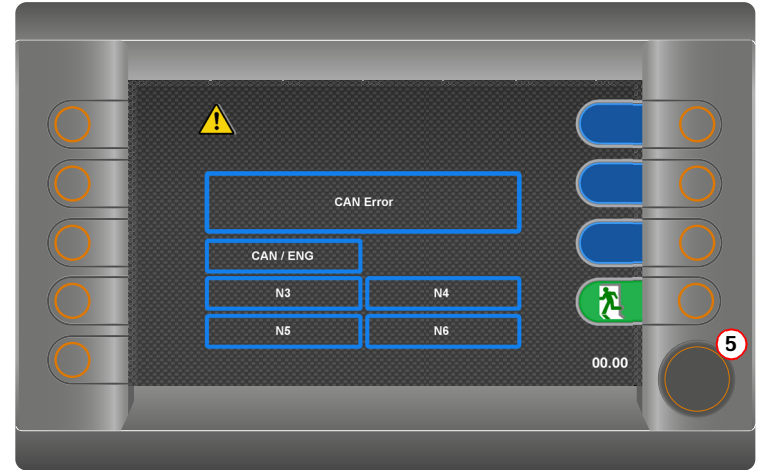 CAN Error
CAN / ENG
N3 N4
N5 N6
5
00.00